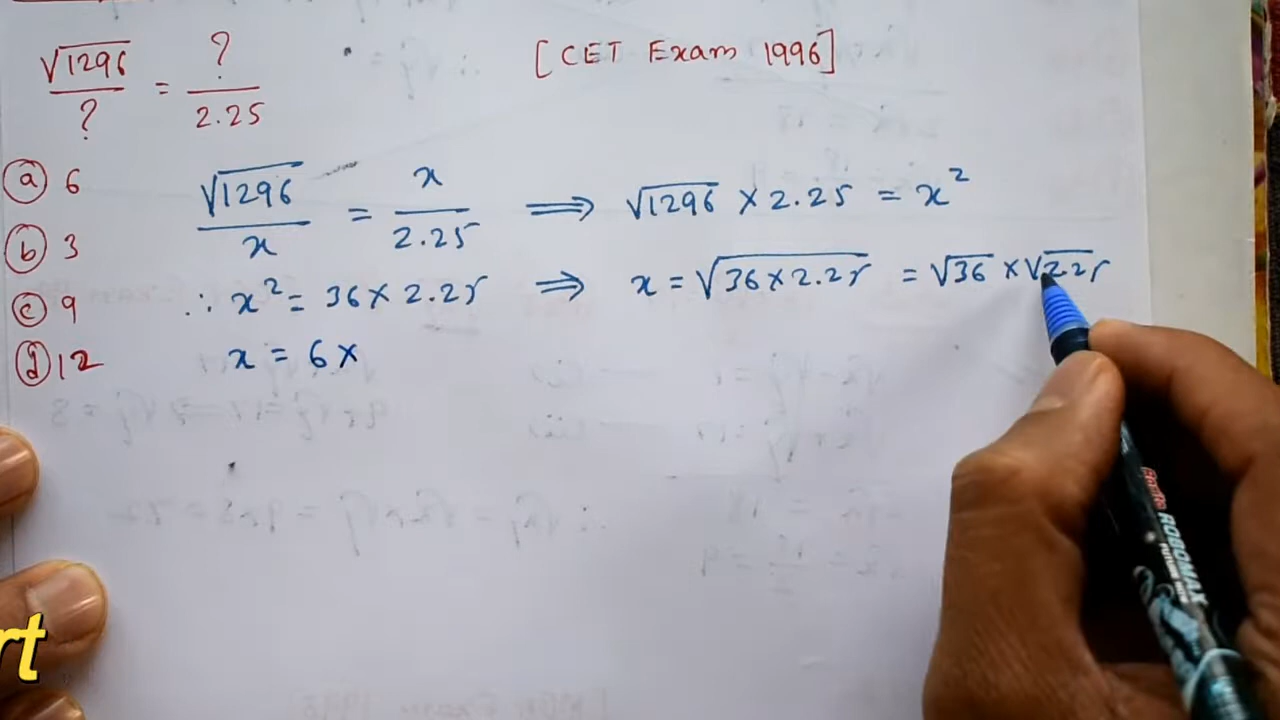 √1296 / ? = ? / 2.25 [CET Exam 1996]
ⓐ 6
ⓑ 3
ⓒ 9
ⓓ 12
√1296 / x = x / 2.25 ⟹ √1296 × 2.25 = x²
∴ x² = 36 × 2.25 ⟹ x = √36 × 2.25 = √36 × √2.25
x = 6 ×
ROBOMAX
rt